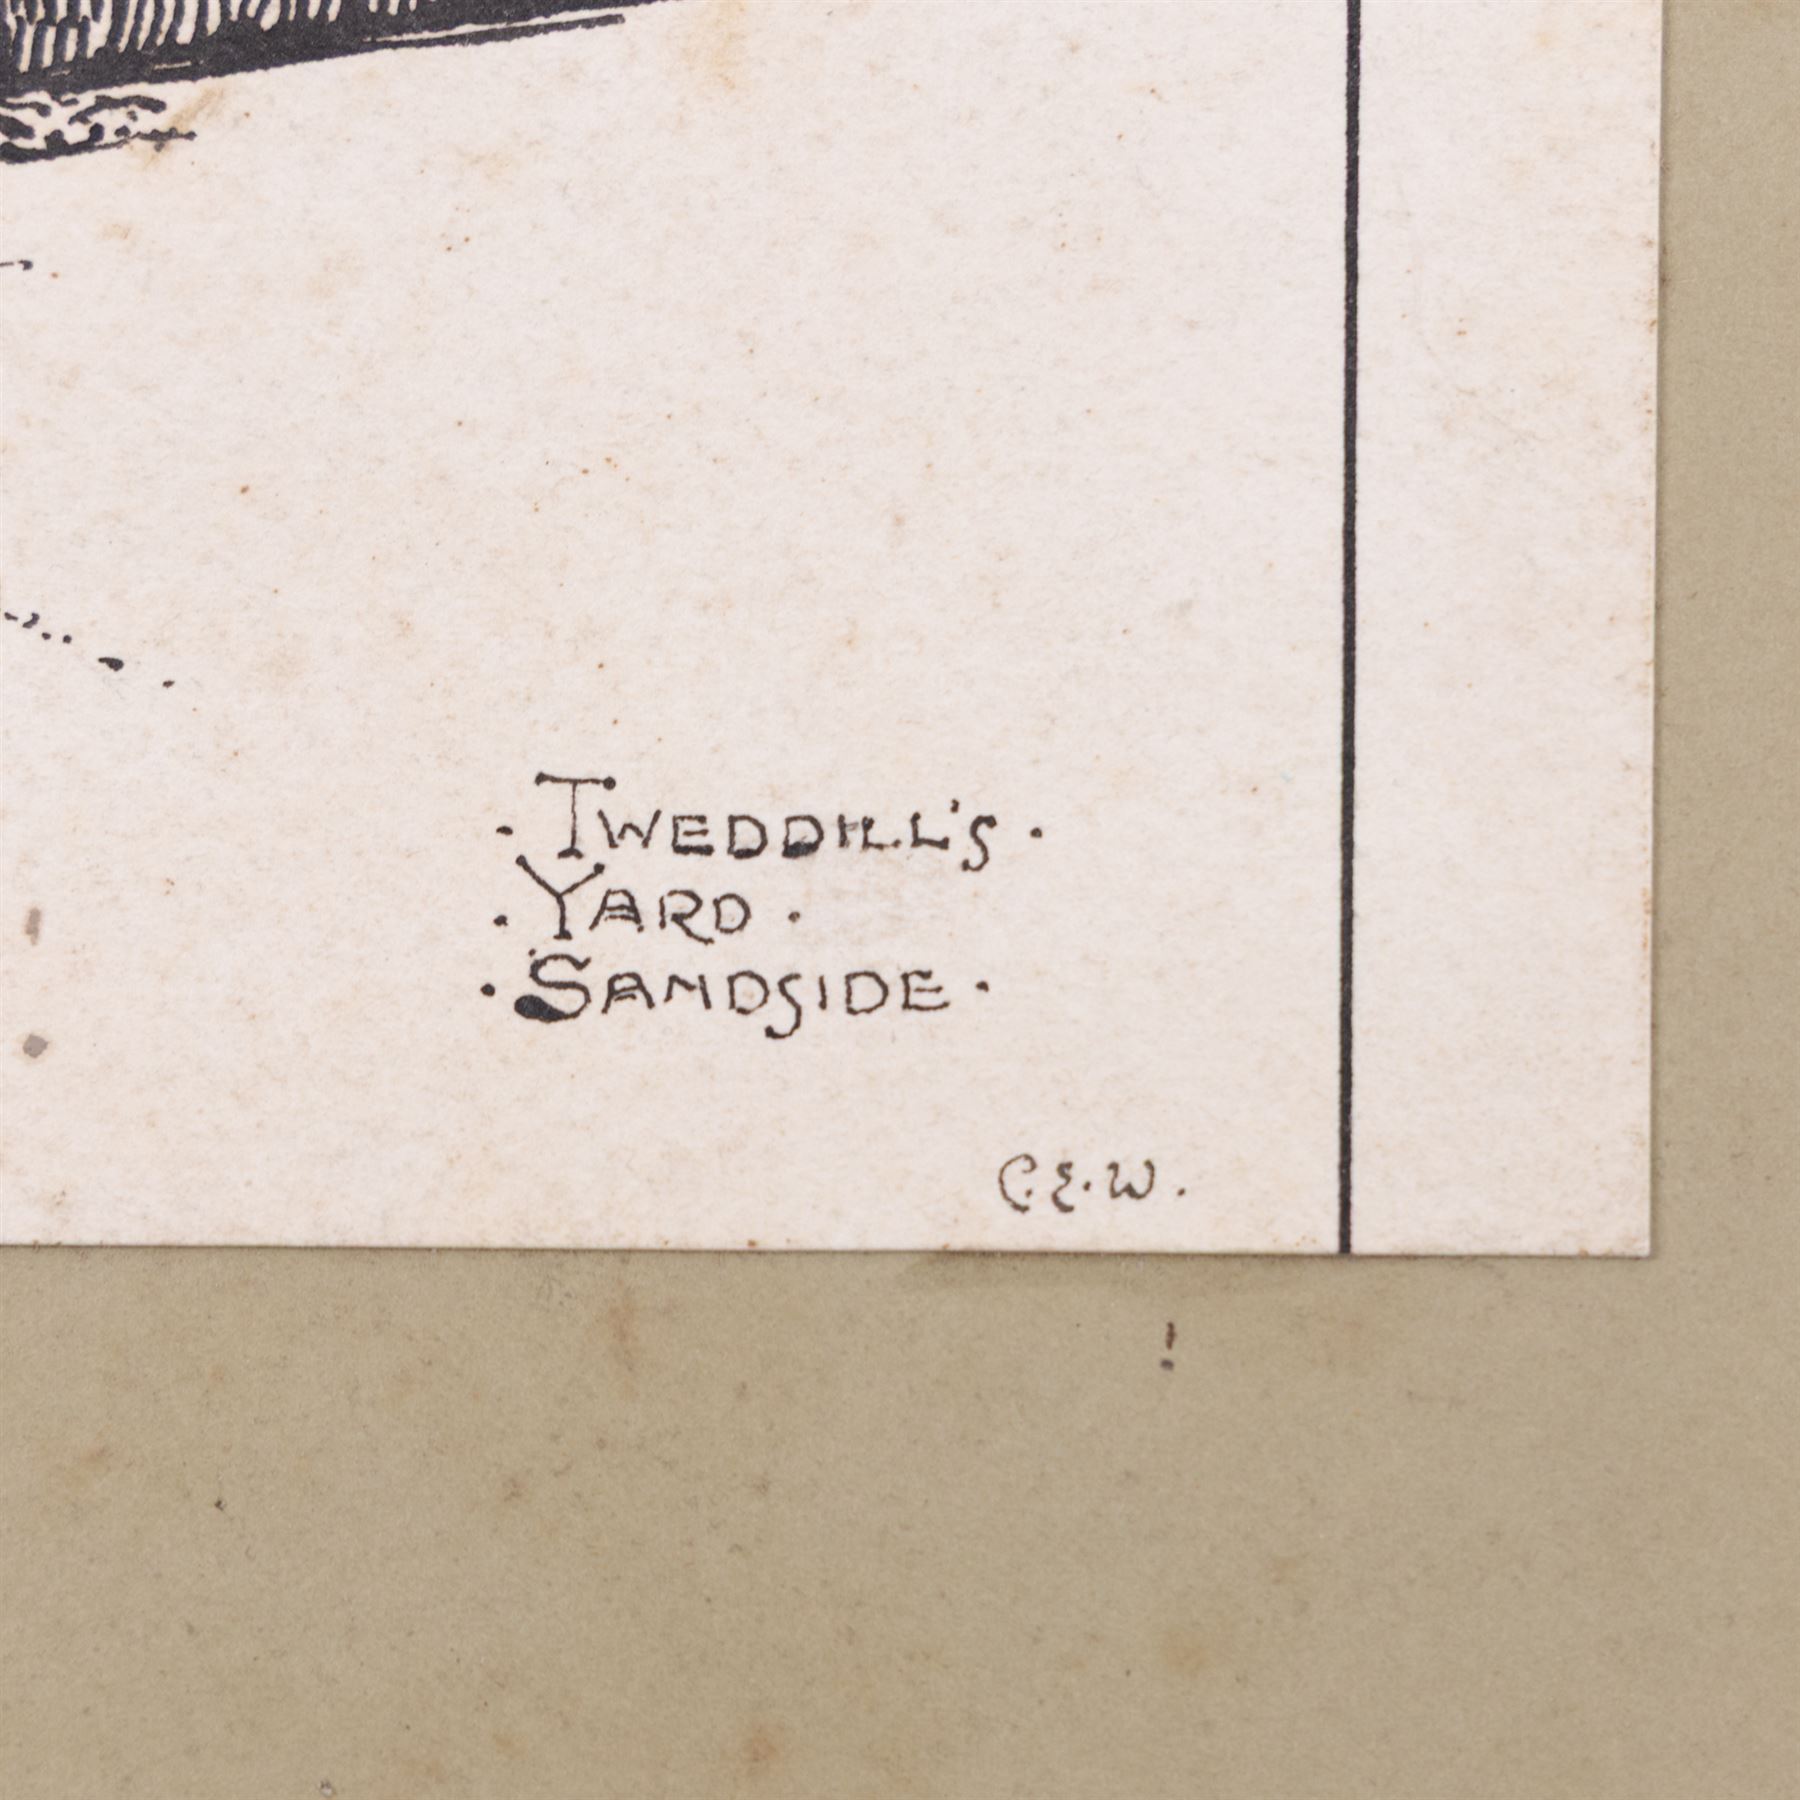 · TWEDDILL'S ·
· YARD ·
· SANDSIDE ·
C.E.W.